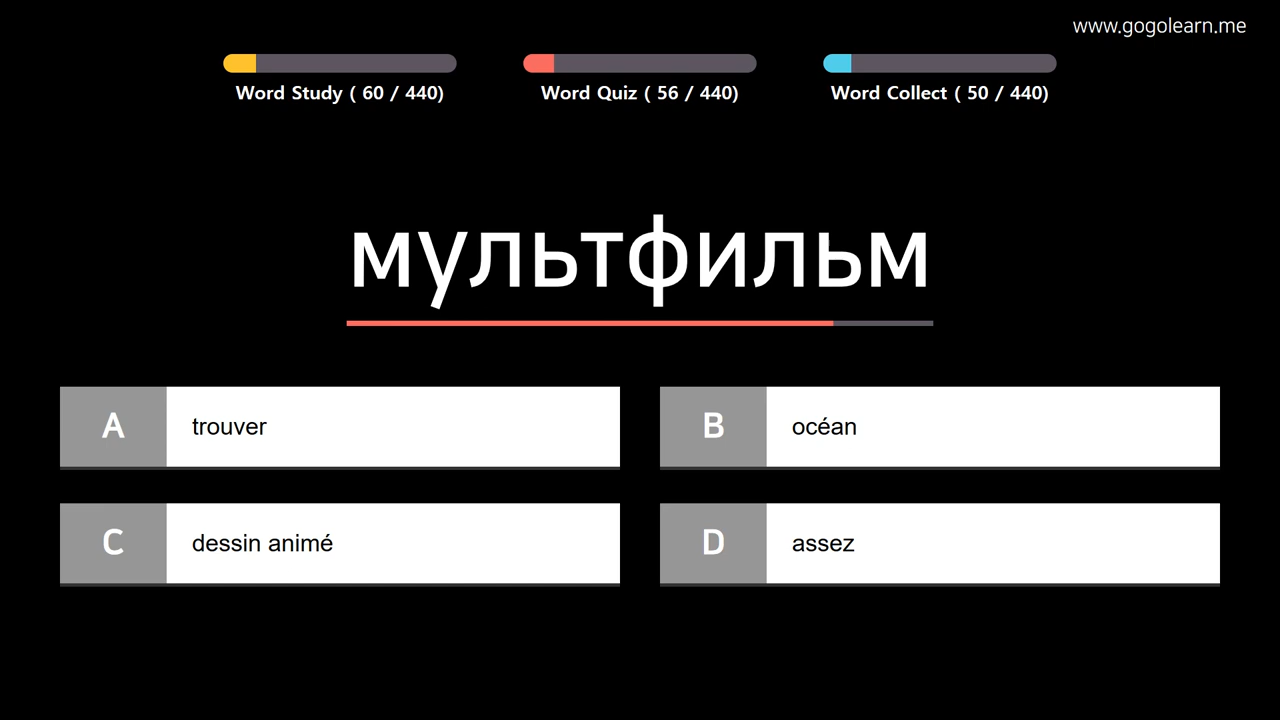 www.gogolearn.me
Word Study ( 60 / 440)
Word Quiz ( 56 / 440)
Word Collect ( 50 / 440)
мультфильм
A trouver
B océan
C dessin animé
D assez